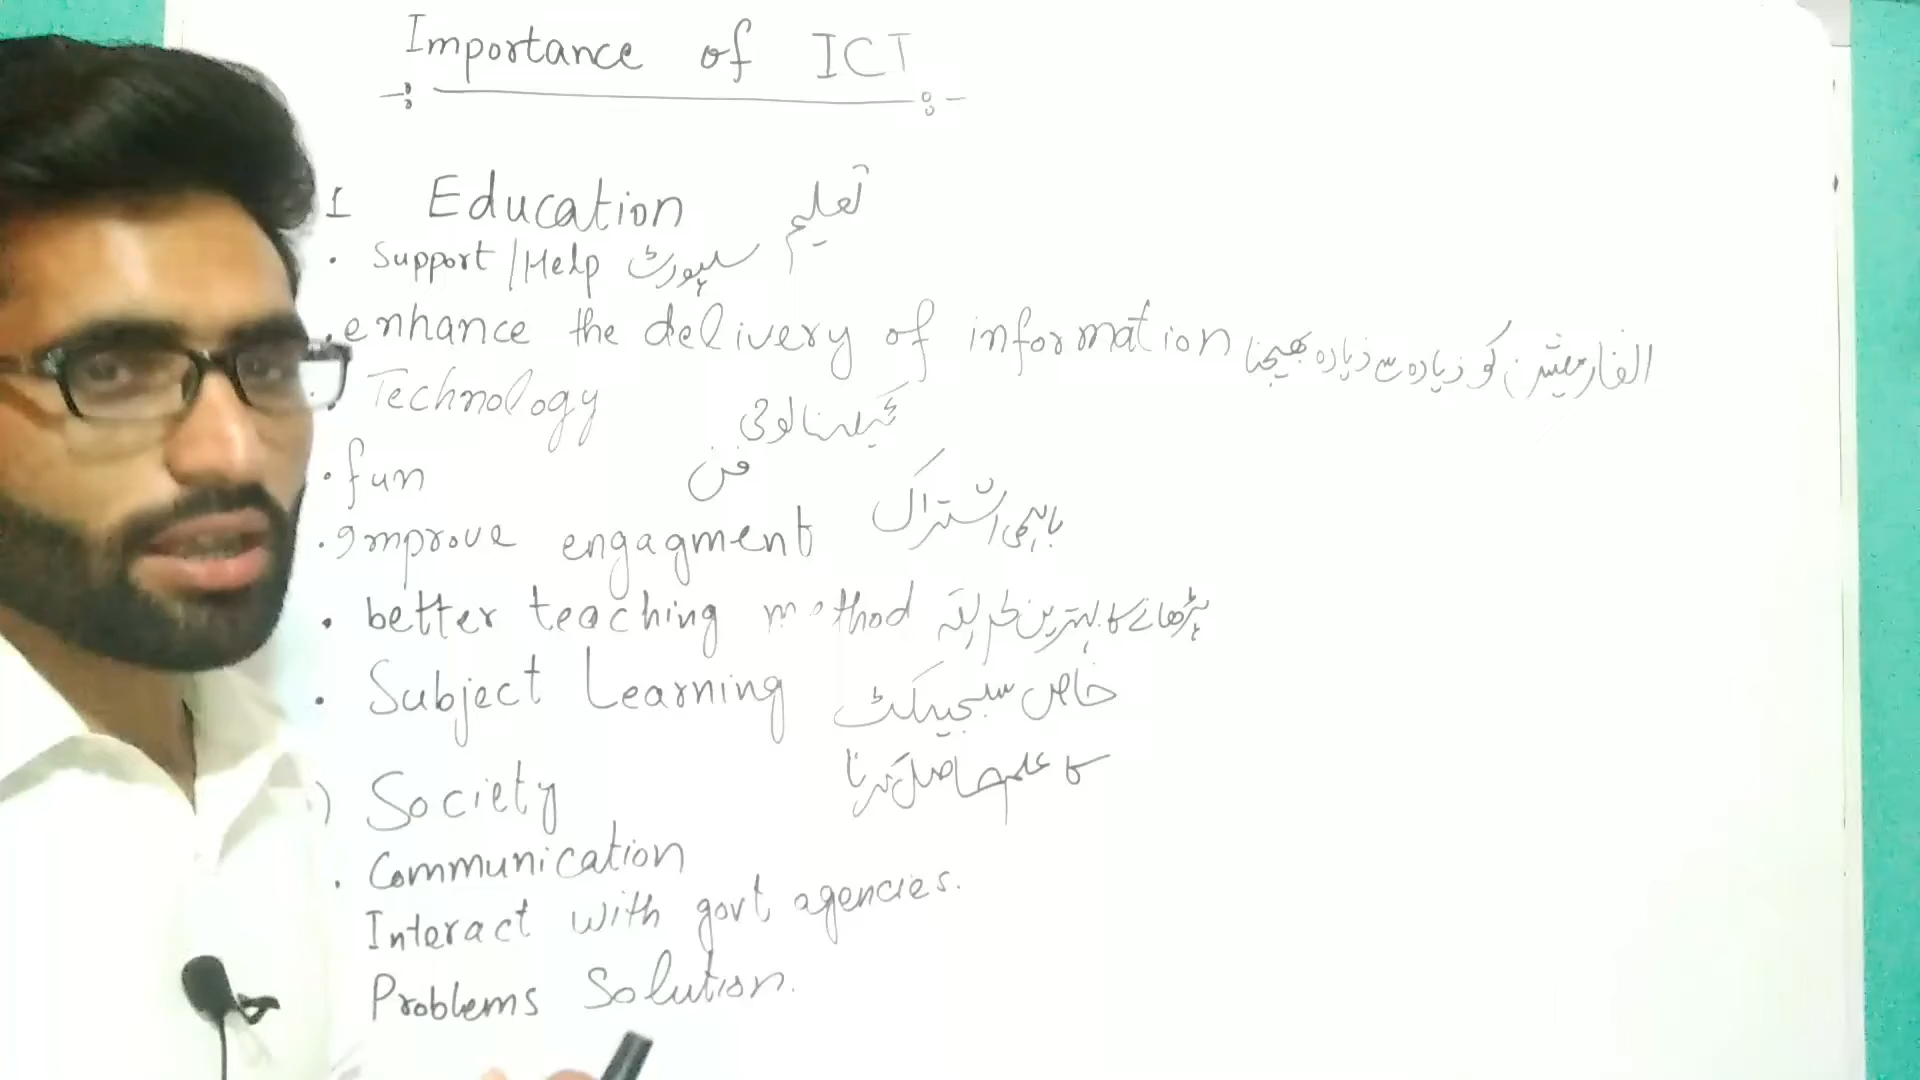 Importance of ICT
1 Education تعلیم
• Support / Help سپورٹ
• enhance the delivery of information انفارمیشن کو زیادہ سے زیادہ بھیجنا
• Technology ٹیکنالوجی
• fun فن
• Improve engagment باہمی اشتراک
• better teaching method پڑھانے کا بہترین طریقہ
• Subject Learning خاص سبجیکٹ
کا علم حاصل کرنا
) Society
• Communication
Interact with govt agencies.
Problems Solution.